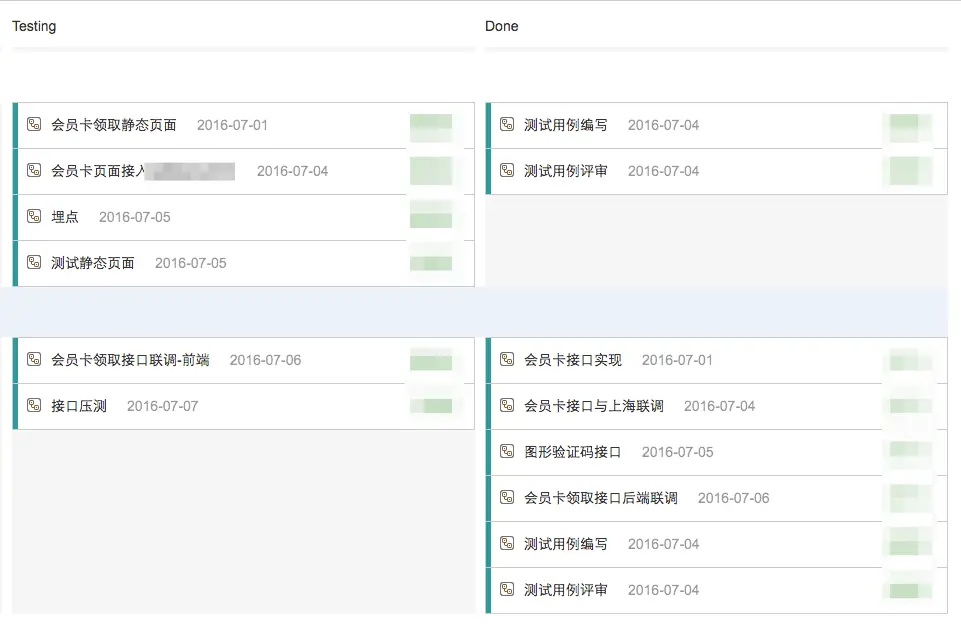 Testing
Done
会员卡领取静态页面 2016-07-01
会员卡页面接入 2016-07-04
埋点 2016-07-05
测试静态页面 2016-07-05
测试用例编写 2016-07-04
测试用例评审 2016-07-04
会员卡领取接口联调-前端 2016-07-06
接口压测 2016-07-07
会员卡接口实现 2016-07-01
会员卡接口与上海联调 2016-07-04
图形验证码接口 2016-07-05
会员卡领取接口后端联调 2016-07-06
测试用例编写 2016-07-04
测试用例评审 2016-07-04